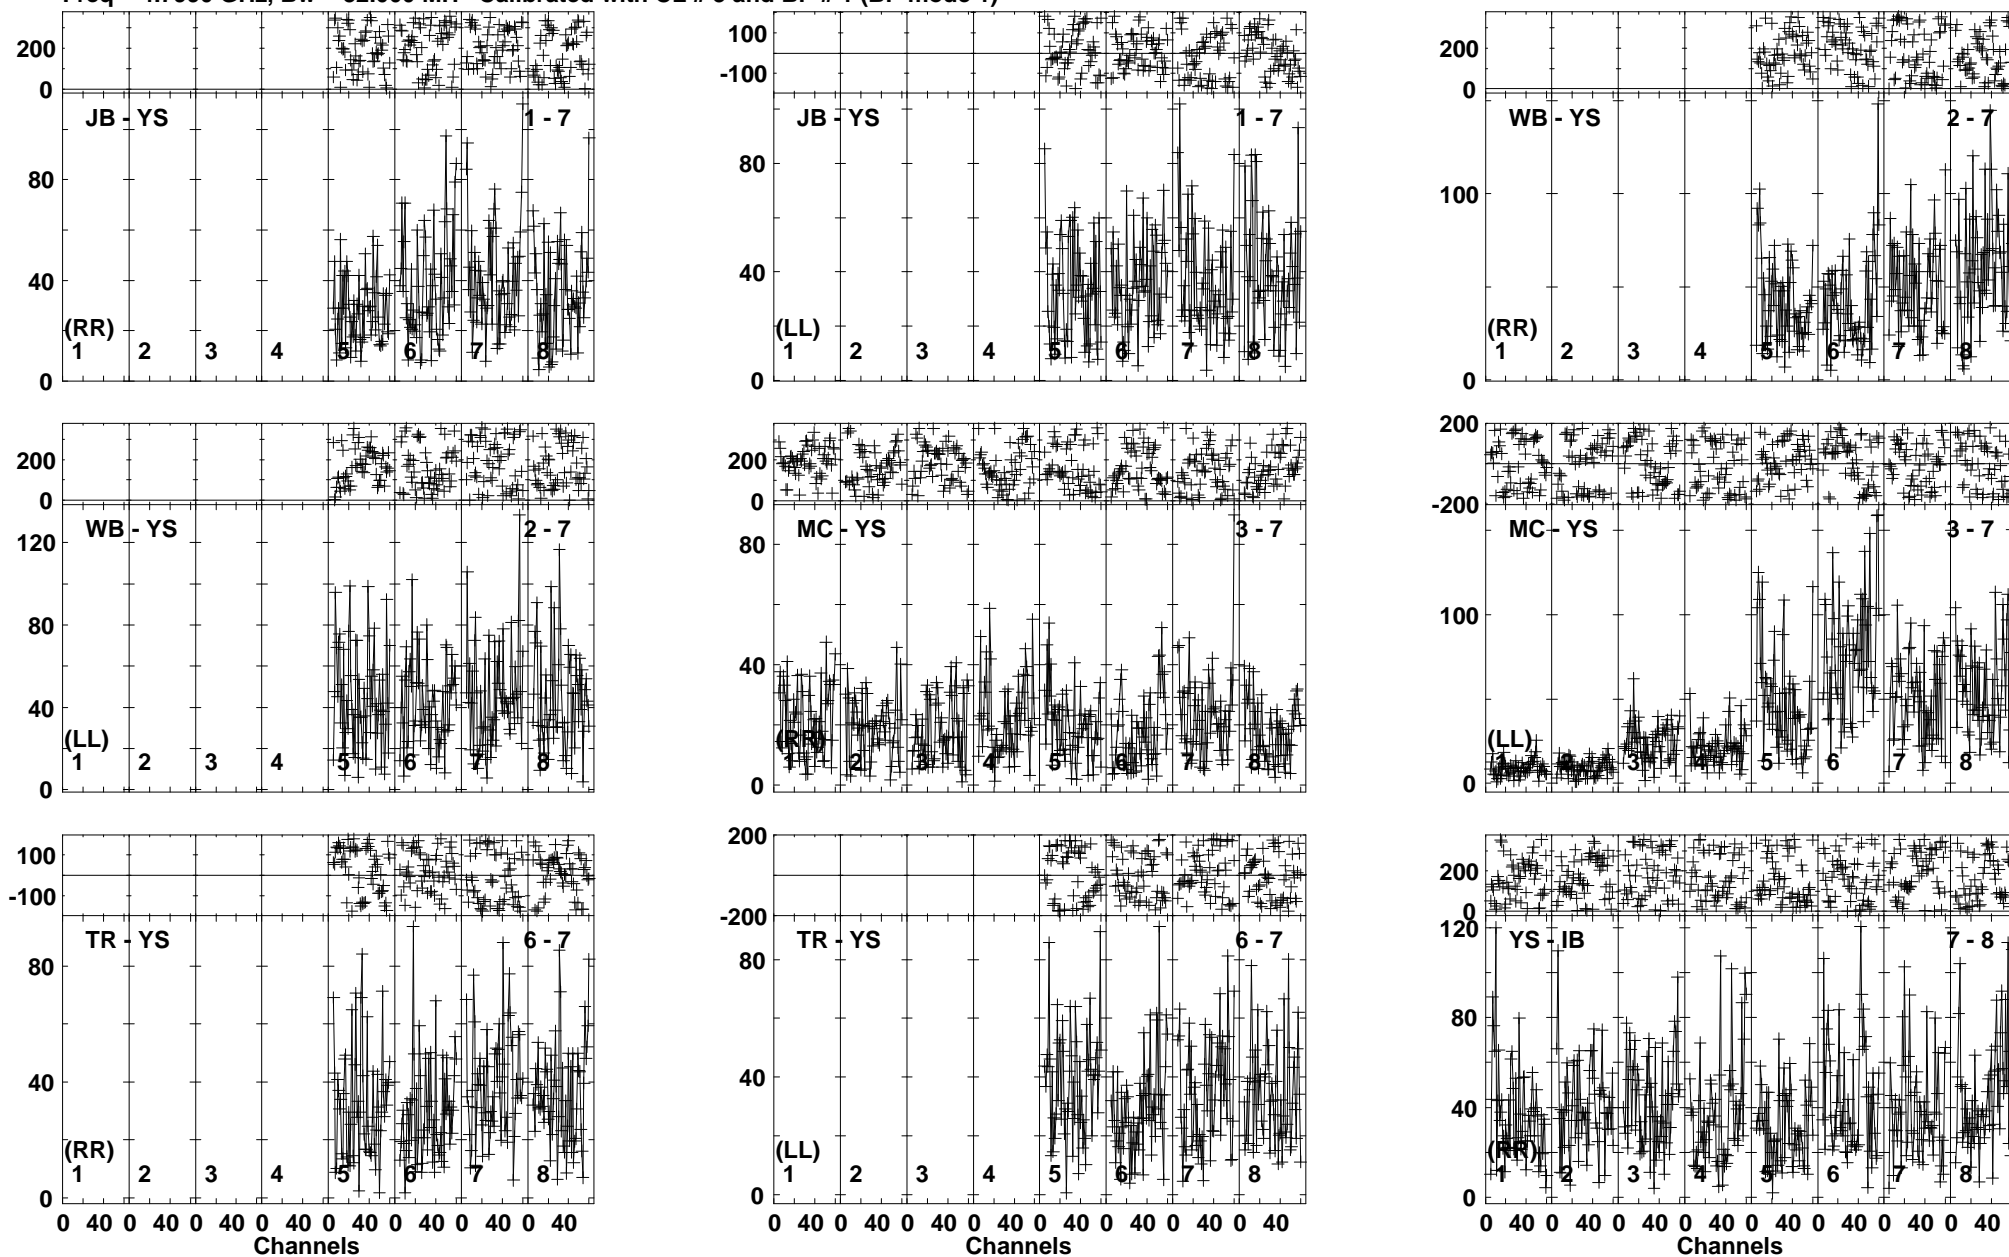 200 0 JB - YS 1 - 7 80 40 0 (RR) 1 2 3 4 5 6 7 8
100 -100 JB - YS 1 - 7 80 40 0 (LL) 1 2 3 4 5 6 7 8
200 0 WB - YS 2 - 7 100 0 (RR) 1 2 3 4 5 6 7 8
200 0 WB - YS 2 - 7 120 80 40 0 (LL) 1 2 3 4 5 6 7 8
200 0 MC - YS 3 - 7 80 40 0 (RR) 1 2 3 4 5 6 7 8
200 -200 MC - YS 3 - 7 100 0 (LL) 1 2 3 4 5 6 7 8
100 -100 TR - YS 6 - 7 80 40 0 (RR) 1 2 3 4 5 6 7 8
200 -200 TR - YS 6 - 7 80 40 0 (LL) 1 2 3 4 5 6 7 8
200 0 YS - IB 7 - 8 120 80 40 0 (RR) 1 2 3 4 5 6 7 8
0 40 0 40 0 40 0 40 0 40 0 40 0 40 0 40
Channels
0 40 0 40 0 40 0 40 0 40 0 40 0 40 0 40
Channels
0 40 0 40 0 40 0 40 0 40 0 40 0 40 0 40
Channels